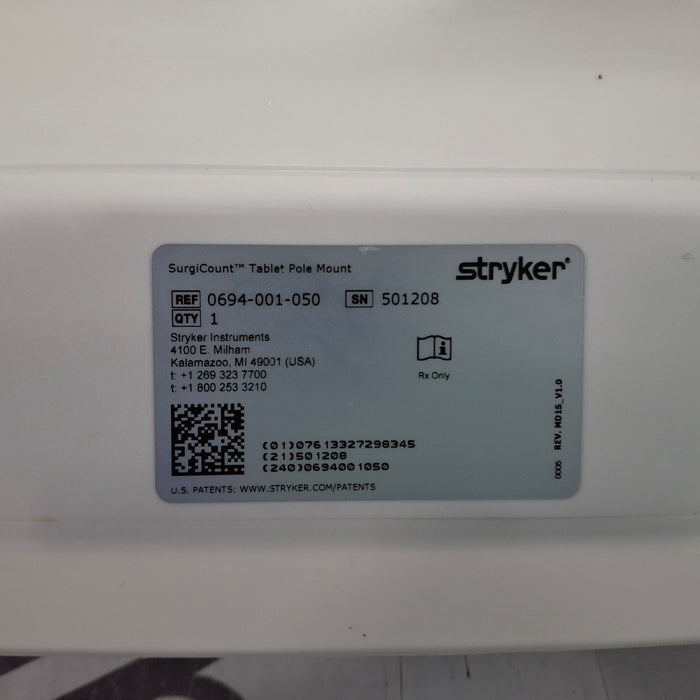 SurgiCount™ Tablet Pole Mount
stryker®
REF 0694-001-050 SN 501208
QTY 1
Stryker Instruments
4100 E. Milham
Kalamazoo, MI 49001 (USA)
t: +1 269 323 7700
t: +1 800 253 3210
Rx Only
(01)07613327298345
(21)501208
(240)0694001050
U.S. PATENTS: WWW.STRYKER.COM/PATENTS
0005 REV. MD1S_V1.0